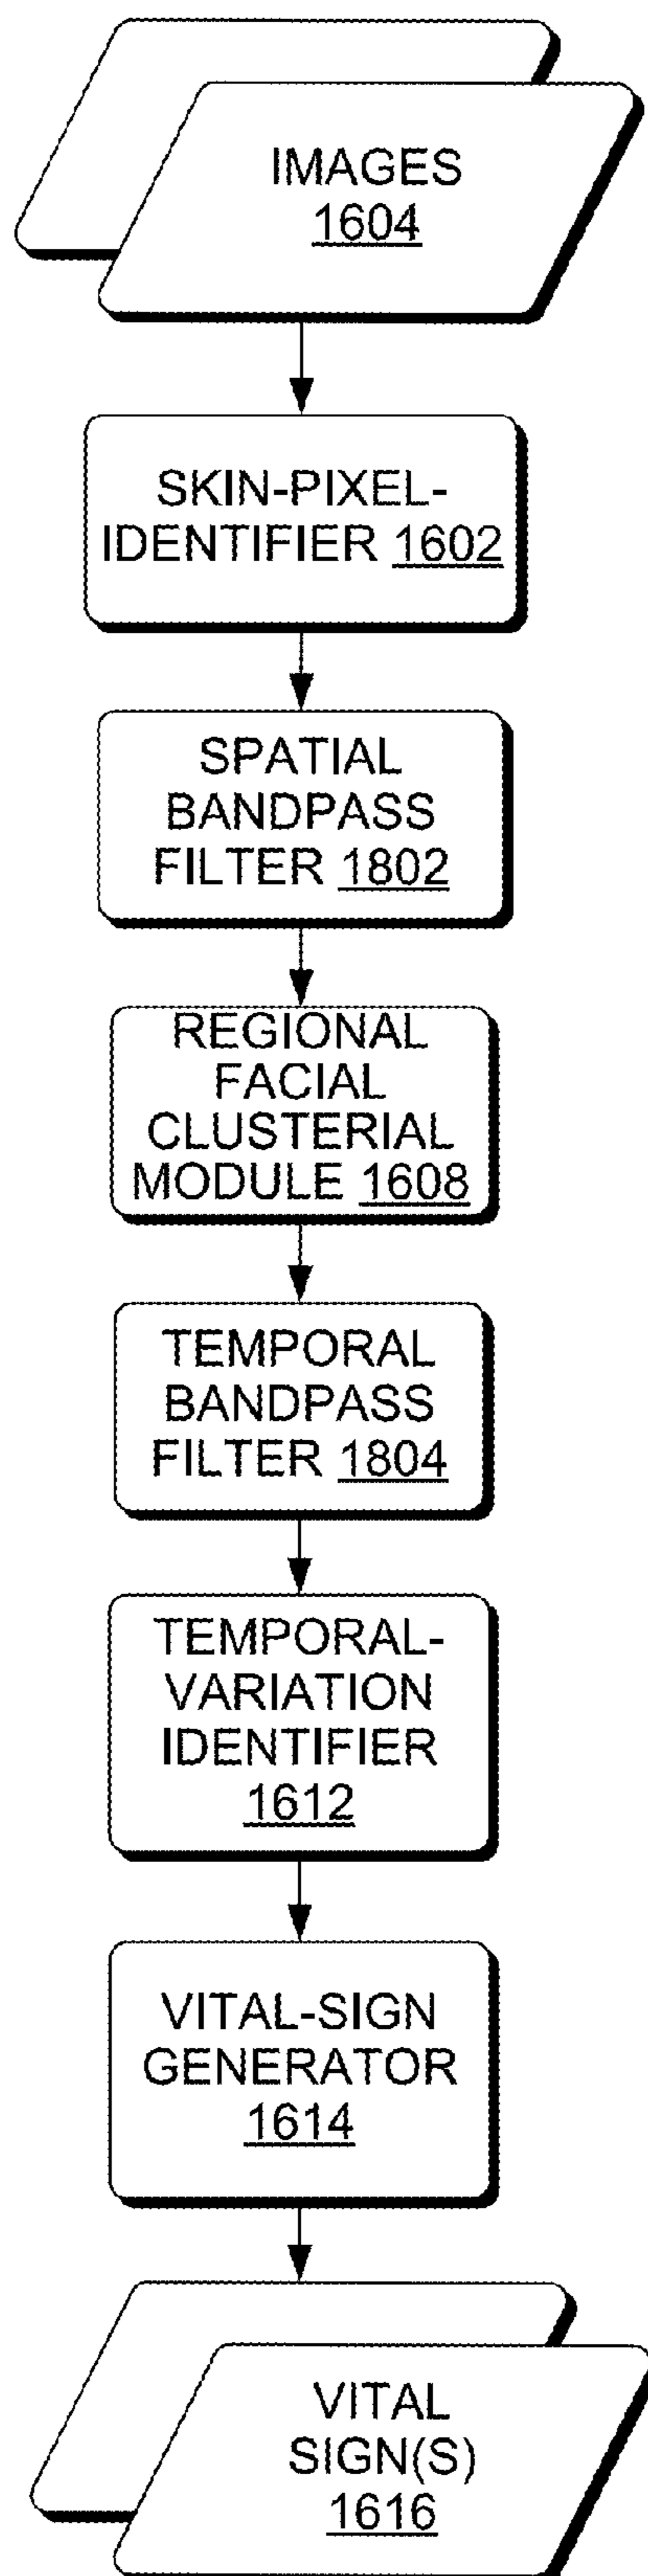 IMAGES
1604
SKIN-PIXEL-
IDENTIFIER 1602
SPATIAL
BANDPASS
FILTER 1802
REGIONAL
FACIAL
CLUSTERIAL
MODULE 1608
TEMPORAL
BANDPASS
FILTER 1804
TEMPORAL-
VARIATION
IDENTIFIER
1612
VITAL-SIGN
GENERATOR
1614
VITAL
SIGN(S)
1616